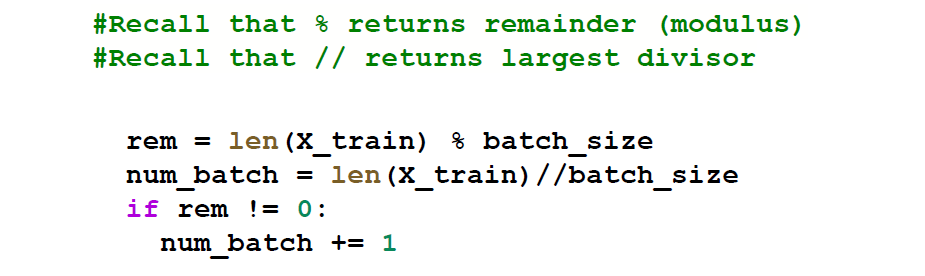 #Recall that % returns remainder (modulus)
#Recall that // returns largest divisor
rem = len(X_train) % batch_size
num_batch = len(X_train)//batch_size
if rem != 0:
num_batch += 1